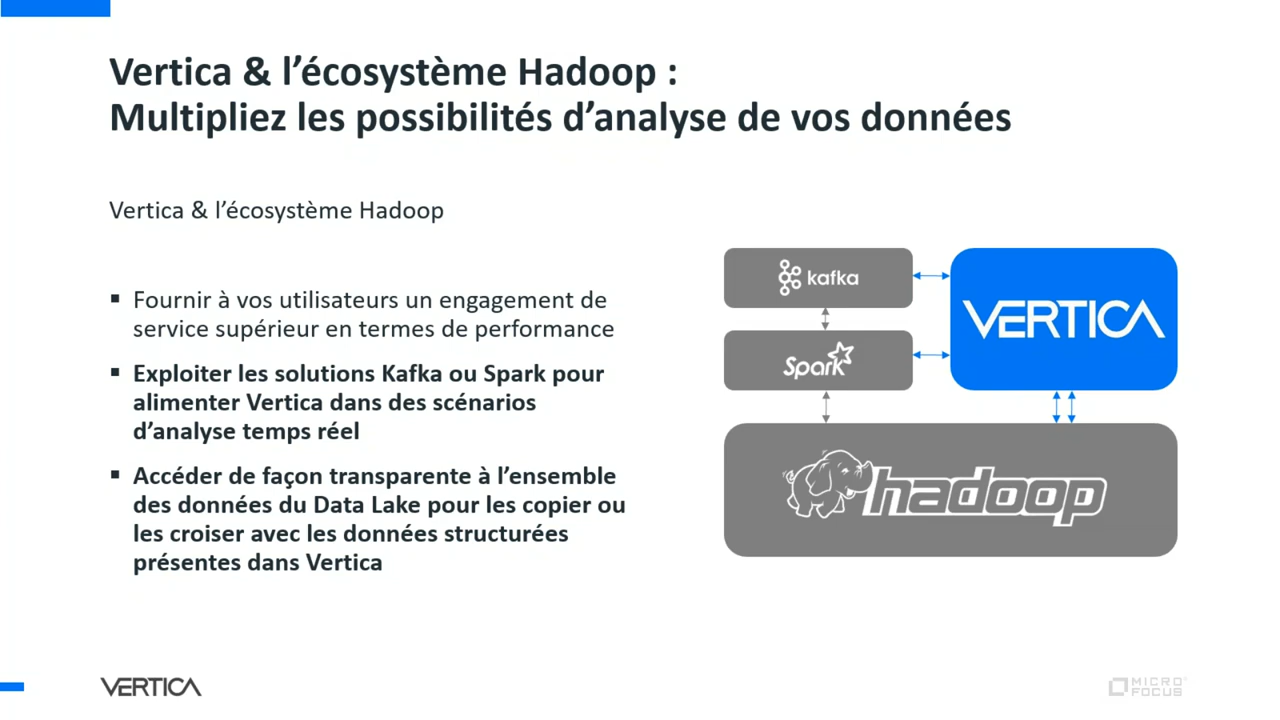 Vertica & l’écosystème Hadoop :
Multipliez les possibilités d’analyse de vos données
Vertica & l’écosystème Hadoop
▪ Fournir à vos utilisateurs un engagement de
service supérieur en termes de performance
▪ Exploiter les solutions Kafka ou Spark pour
alimenter Vertica dans des scénarios
d’analyse temps réel
▪ Accéder de façon transparente à l’ensemble
des données du Data Lake pour les copier ou
les croiser avec les données structurées
présentes dans Vertica
kafka
Spark
VERTICA
hadoop
VERTICA
MICRO
FOCUS